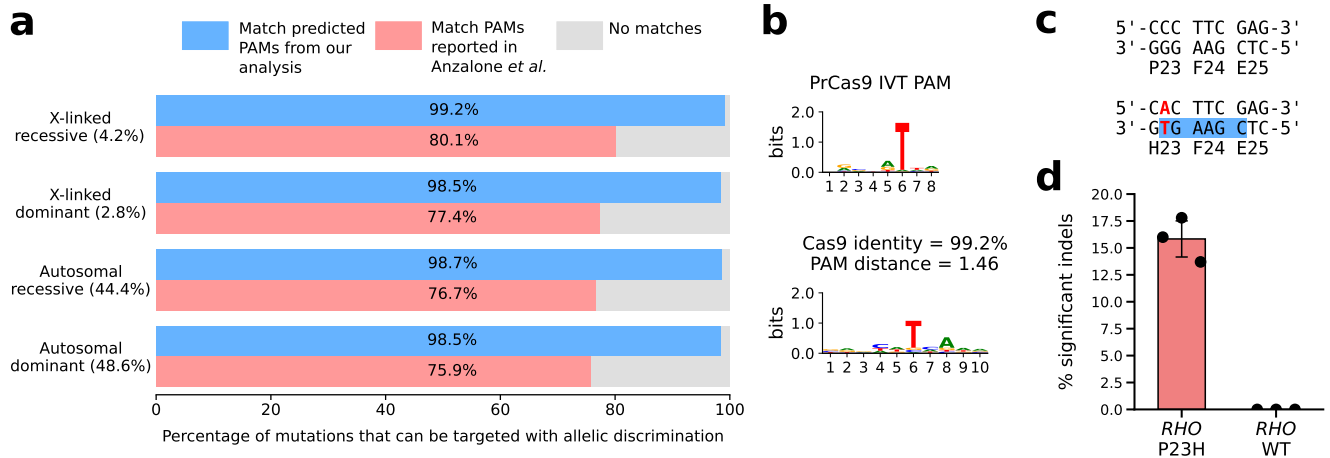 a
Match predicted
PAMs from our
analysis
Match PAMs
reported in
Anzalone et al.
No matches
X-linked
recessive (4.2%)
99.2%
80.1%
X-linked
dominant (2.8%)
98.5%
77.4%
Autosomal
recessive (44.4%)
98.7%
76.7%
Autosomal
dominant (48.6%)
98.5%
75.9%
0 20 40 60 80 100
Percentage of mutations that can be targeted with allelic discrimination
b
PrCas9 IVT PAM
2.0
1.0
0.0
bits
T
A
1 2 3 4 5 6 7 8
Cas9 identity = 99.2%
PAM distance = 1.46
2.0
1.0
0.0
bits
T
A
1 2 3 4 5 6 7 8 9 10
c
5'-CCC TTC GAG-3'
3'-GGG AAG CTC-5'
P23 F24 E25
5'-CAC TTC GAG-3'
3'-GTG AAG CTC-5'
H23 F24 E25
d
20.0
17.5
15.0
12.5
10.0
7.5
5.0
2.5
0.0
% significant indels
RHO
P23H
RHO
WT